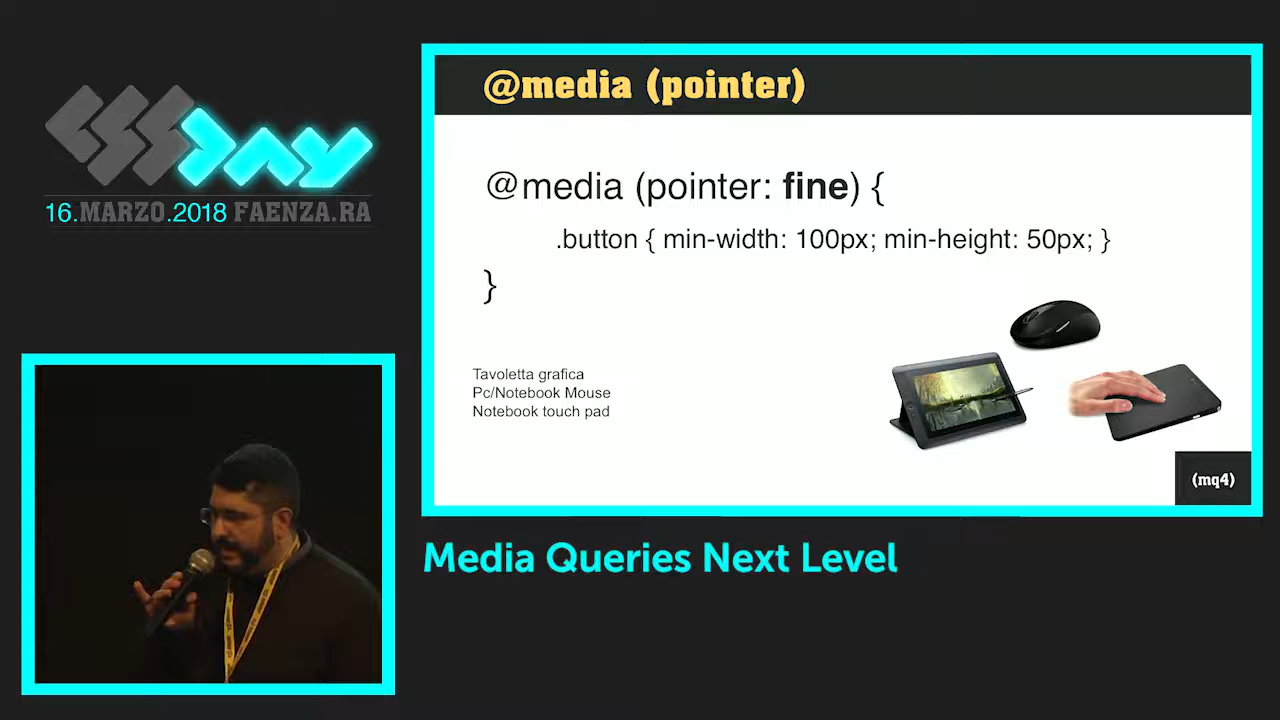 CSSDAY
16.MARZO.2018 FAENZA.RA
@media (pointer)
@media (pointer: fine) {
.button { min-width: 100px; min-height: 50px; }
}
Tavoletta grafica
Pc/Notebook Mouse
Notebook touch pad
(mq4)
Media Queries Next Level